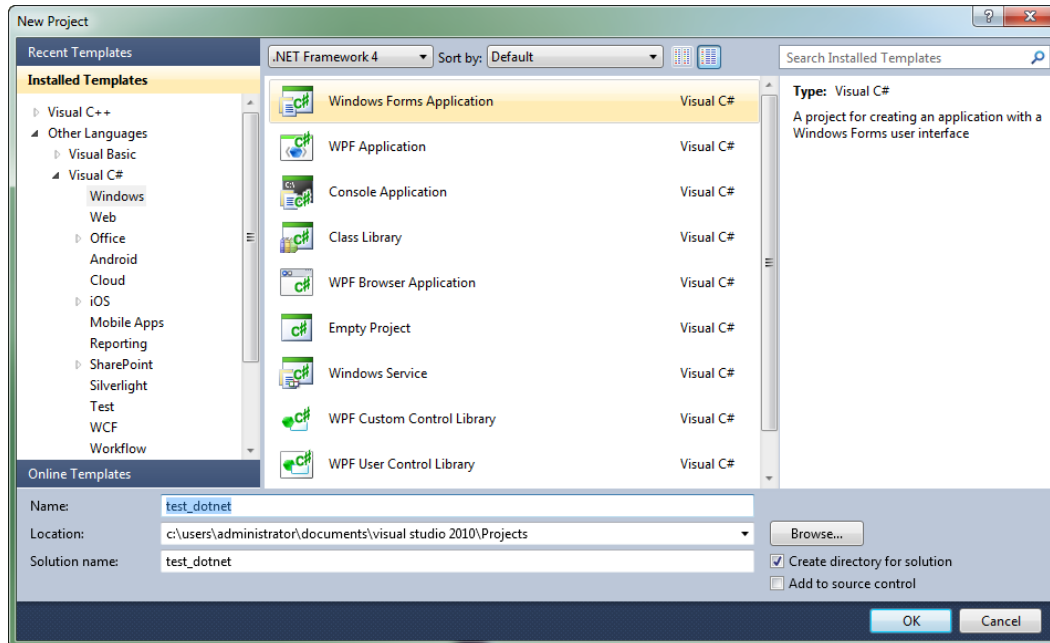 New Project
Recent Templates
Installed Templates
Visual C++
Other Languages
Visual Basic
Visual C#
Windows
Web
Office
Android
Cloud
iOS
Mobile Apps
Reporting
SharePoint
Silverlight
Test
WCF
Workflow
Online Templates
.NET Framework 4 Sort by: Default
Windows Forms Application Visual C#
WPF Application Visual C#
Console Application Visual C#
Class Library Visual C#
WPF Browser Application Visual C#
Empty Project Visual C#
Windows Service Visual C#
WPF Custom Control Library Visual C#
WPF User Control Library Visual C#
Search Installed Templates
Type: Visual C#
A project for creating an application with a
Windows Forms user interface
Name: test_dotnet
Location: c:\users\administrator\documents\visual studio 2010\Projects Browse...
Solution name: test_dotnet
Create directory for solution
Add to source control
OK Cancel